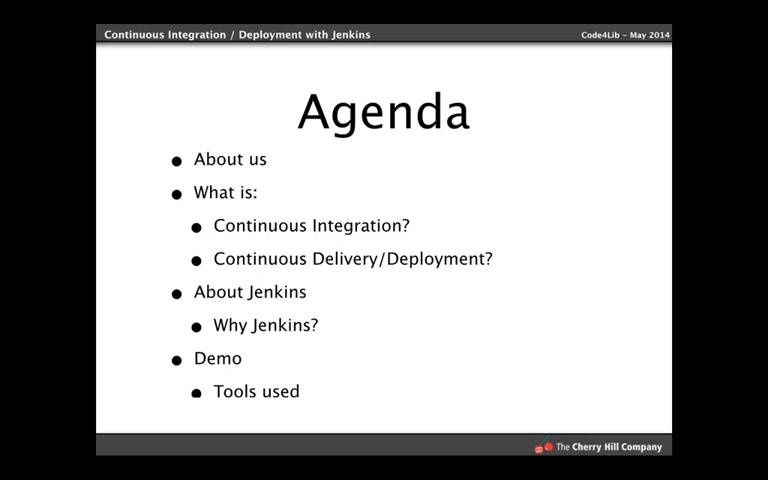 Continuous Integration / Deployment with Jenkins
Code4Lib – May 2014
Agenda
• About us
• What is:
• Continuous Integration?
• Continuous Delivery/Deployment?
• About Jenkins
• Why Jenkins?
• Demo
• Tools used
The Cherry Hill Company